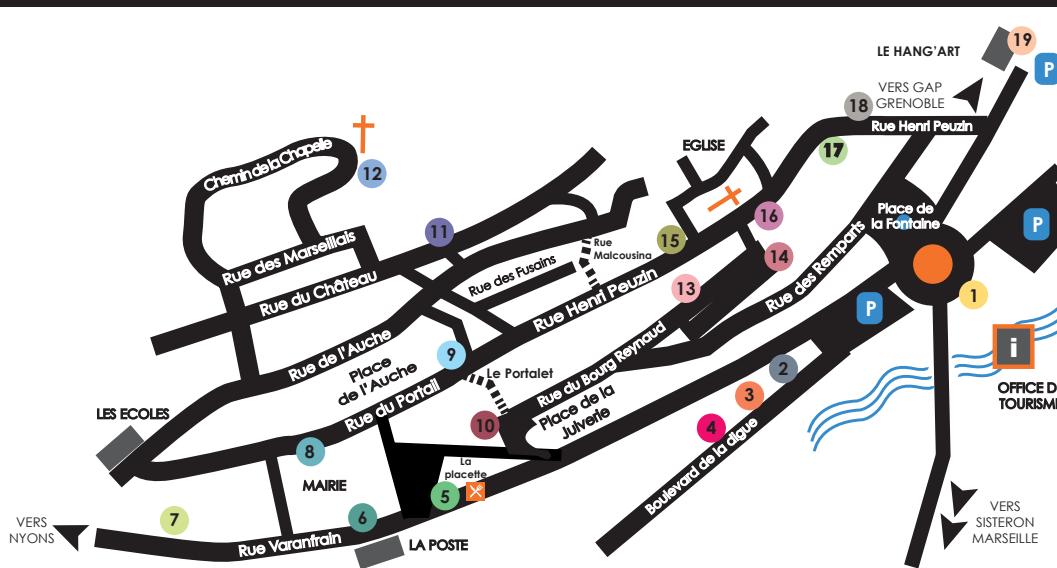 19
LE HANG'ART
P
VERS GAP
GRENOBLE
18
Rue Henri Peuzin
17
EGLISE
Chemin de la Chapelle
12
Place de
la Fontaine
P
16
11
15
Rue
Malcousina
Rue des Marseillais
14
Rue du Château
Rue des Fusains
13
Rue Henri Peuzin
Rue des Remparts
1
P
i
Rue de l'Auche
Place
de l'Auche
9
Le Portalet
Rue du Bourg Reynaud
2
OFFICE D
TOURISM
3
Rue du Portail
Place de la
Juiverie
LES ECOLES
10
4
8
MAIRIE
La
placette
5
Boulevard de la digue
7
6
VERS
NYONS
Rue Varanfrain
LA POSTE
VERS
SISTERON
MARSEILLE